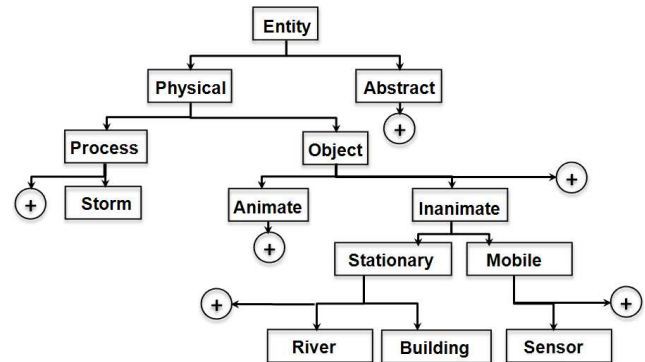 Entity
Physical
Abstract
+
Process
Object
+
+
Storm
Animate
Inanimate
+
Stationary
Mobile
+
+
River
Building
Sensor